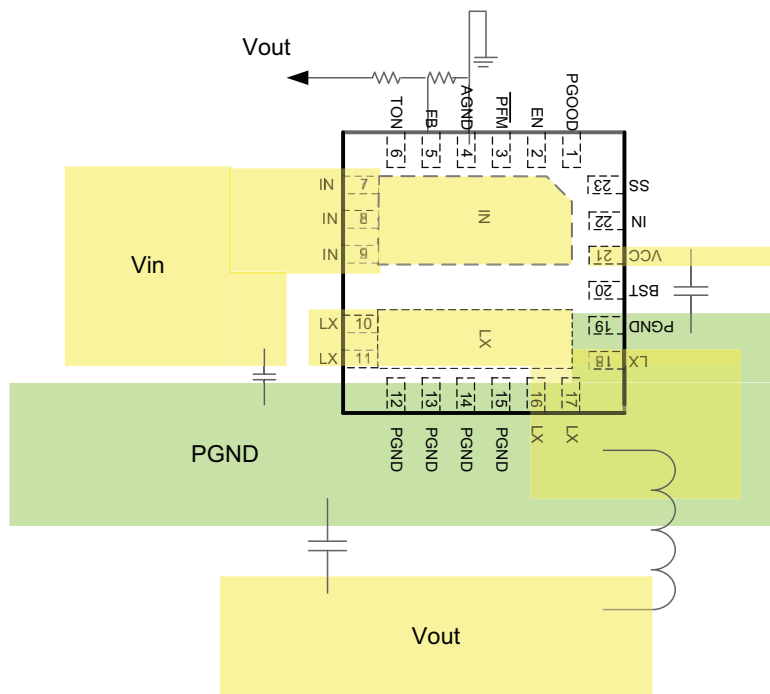 Vout
TON
FB
AGND
PFM
EN
PGOOD
6
5
4
3
2
1
IN
7
IN
8
IN
9
IN
23
SS
22
IN
21
VCC
20
BST
19
PGND
18
LX
Vin
LX
10
LX
11
LX
12
13
14
15
16
17
PGND
PGND
PGND
PGND
LX
LX
PGND
Vout